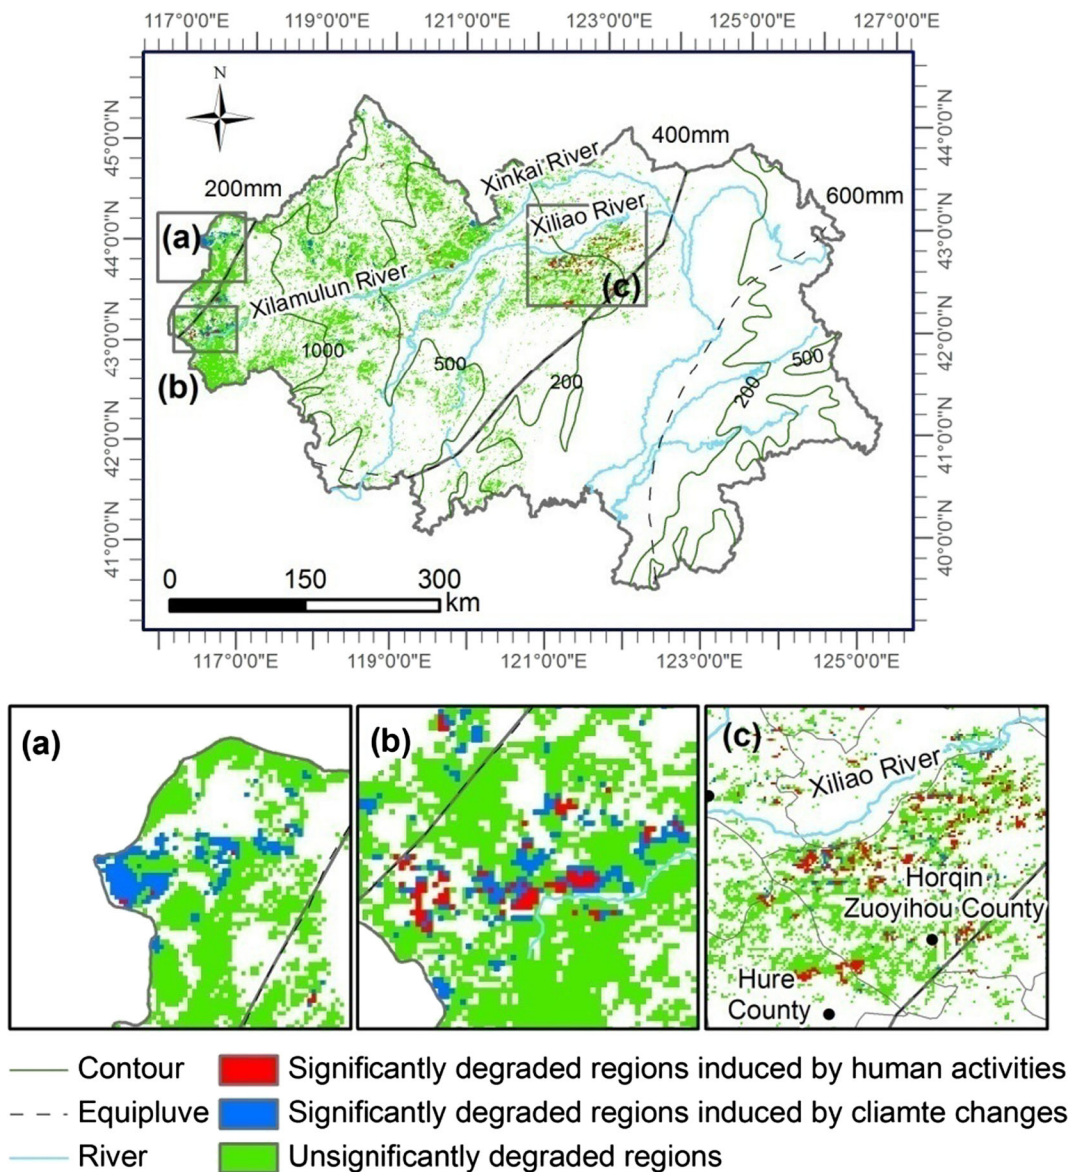 117°0'0"E 119°0'0"E 121°0'0"E 123°0'0"E 125°0'0"E 127°0'0"E
N
400mm
200mm
600mm
Xinkai River
Xiliao River
Xilamulun River
(a)
(b)
(c)
1000
500
200
200
500
45°0'0"N
44°0'0"N
43°0'0"N
42°0'0"N
41°0'0"N
44°0'0"N
43°0'0"N
42°0'0"N
41°0'0"N
40°0'0"N
0 150 300
km
117°0'0"E 119°0'0"E 121°0'0"E 123°0'0"E 125°0'0"E
(a)
(b)
(c)
Xiliao River
Horqin
Zuoyihou County
Hure
County
Contour
Significantly degraded regions induced by human activities
Equipluve
Significantly degraded regions induced by cliamte changes
River
Unsignificantly degraded regions